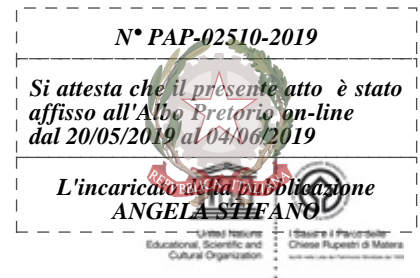 N° PAP-02510-2019
Si attesta che il presente atto è stato
affisso all'Albo Pretorio on-line
dal 20/05/2019 al 04/06/2019
L'incaricato della pubblicazione
ANGELA STIFANO
United Nations
Educational, Scientific and
Cultural Organization
I Sassi e il Parco delle
Chiese Rupestri di Matera